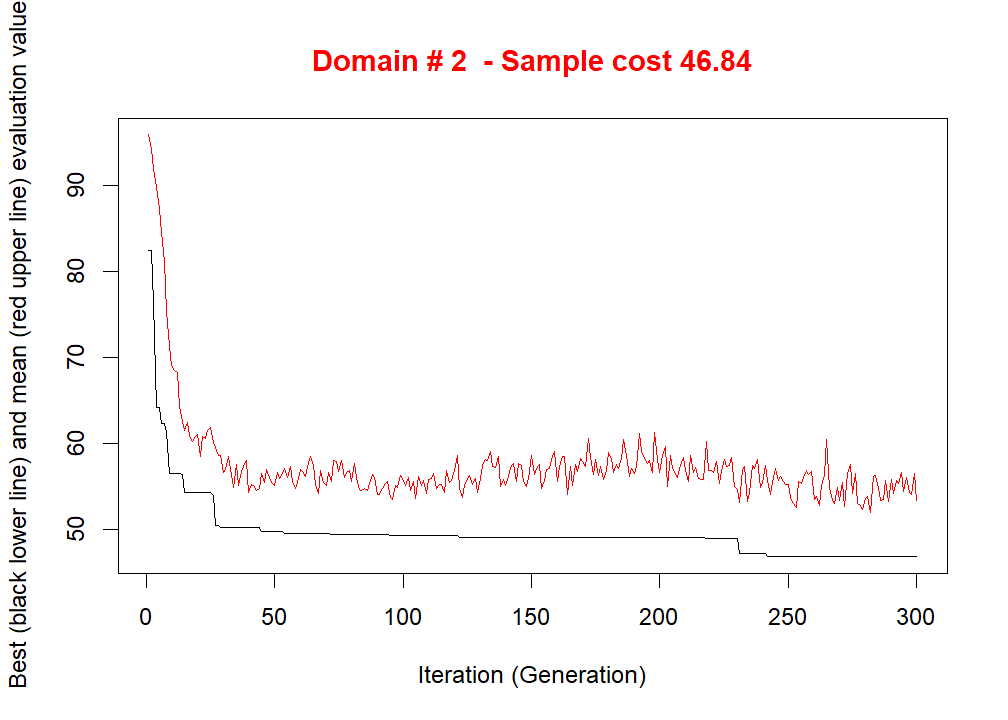 Domain # 2  - Sample cost 46.84
Best (black lower line) and mean (red upper line) evaluation value
90
80
70
60
50
0 50 100 150 200 250 300
Iteration (Generation)